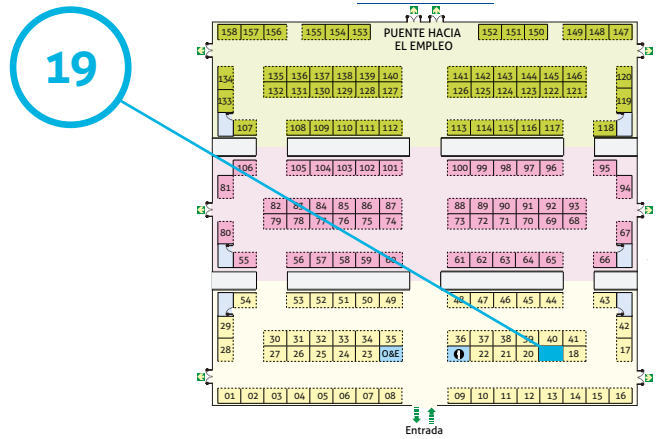 19
158 157 156 155 154 153 PUENTE HACIA EL EMPLEO 152 151 150 149 148 147
134 135 136 137 138 139 140 141 142 143 144 145 146 120
133 132 131 130 129 128 127 126 125 124 123 122 121 119
107 108 109 110 111 112 113 114 115 116 117 118
106 105 104 103 102 101 100 99 98 97 96 95
81 94
82 83 84 85 86 87 88 89 90 91 92 93
80 79 78 77 76 75 74 73 72 71 70 69 68 67
55 56 57 58 59 60 61 62 63 64 65 66
54 53 52 51 50 49 48 47 46 45 44 43
29 42
30 31 32 33 34 35 36 37 38 39 40 41
28 27 26 25 24 23 O&E 22 21 20 18 17
01 02 03 04 05 06 07 08 09 10 11 12 13 14 15 16
Entrada